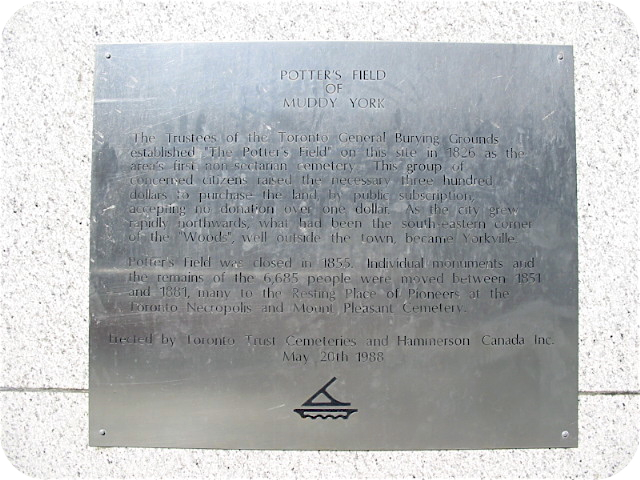 POTTER'S FIELD
OF
MUDDY YORK
The Trustees of the Toronto General Burying Grounds
established "The Potter's Field" on this site in 1826 as the
area's first non-sectarian cemetery. This group of
concerned citizens raised the necessary three hundred
dollars to purchase the land by public subscription,
accepting no donation over one dollar. As the city grew
rapidly northwards, what had been the south-eastern corner
of the "Woods", well outside the town, became Yorkville.
Potter's Field was closed in 1855. Individual monuments and
the remains of the 6,685 people were moved between 1851
and 1881, many to the Resting Place of Pioneers at the
Toronto Necropolis and Mount Pleasant Cemetery.
Erected by Toronto Trust Cemeteries and Hammerson Canada Inc.
May 20th 1988